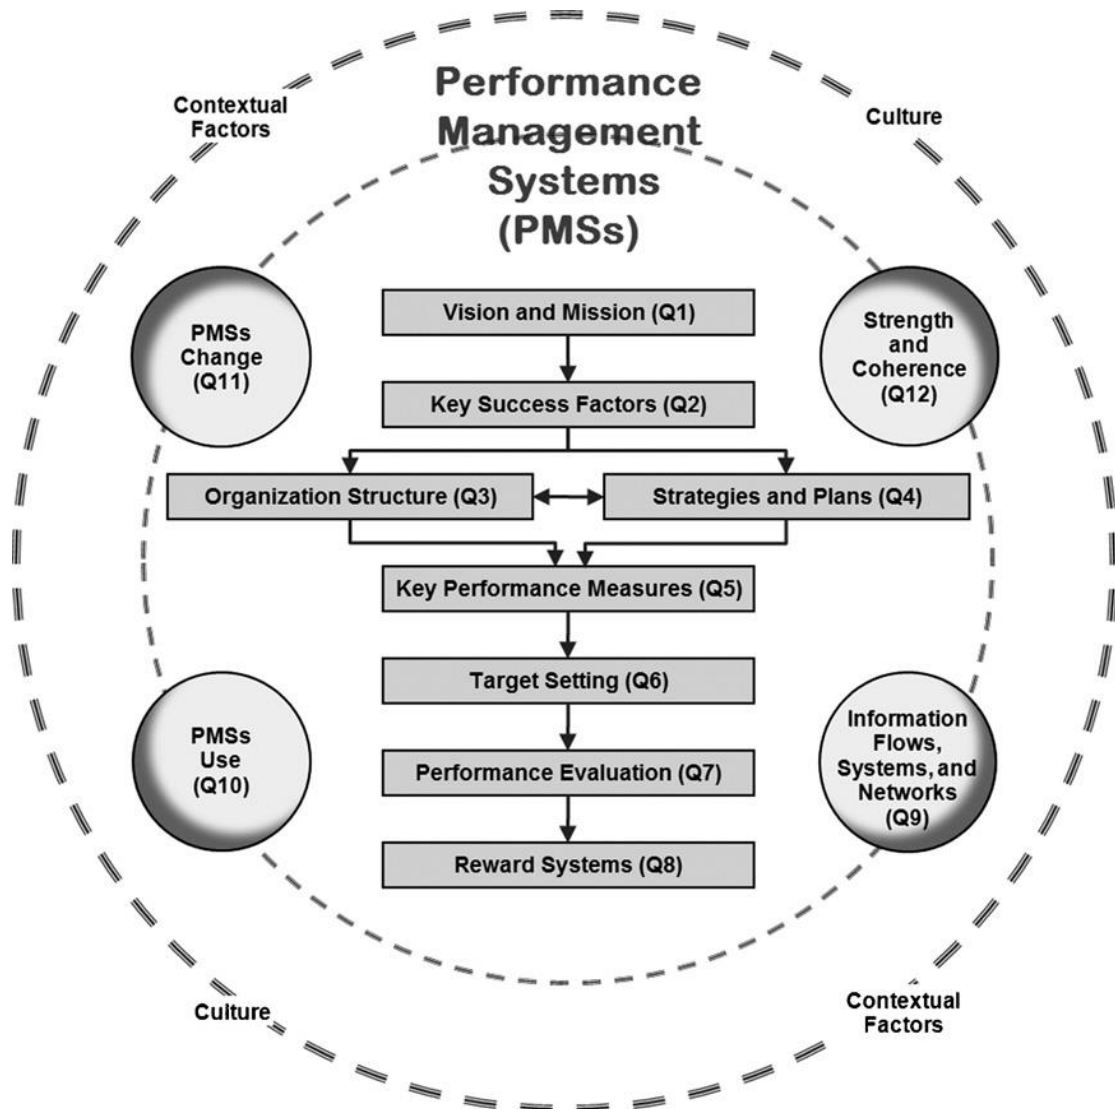 Performance
Management
Systems
(PMSs)
Contextual
Factors
Culture
PMSs
Change
(Q11)
Strength
and
Coherence
(Q12)
Vision and Mission (Q1)
Key Success Factors (Q2)
Organization Structure (Q3)
Strategies and Plans (Q4)
Key Performance Measures (Q5)
Target Setting (Q6)
Performance Evaluation (Q7)
Reward Systems (Q8)
PMSs
Use
(Q10)
Information
Flows,
Systems, and
Networks
(Q9)
Culture
Contextual
Factors